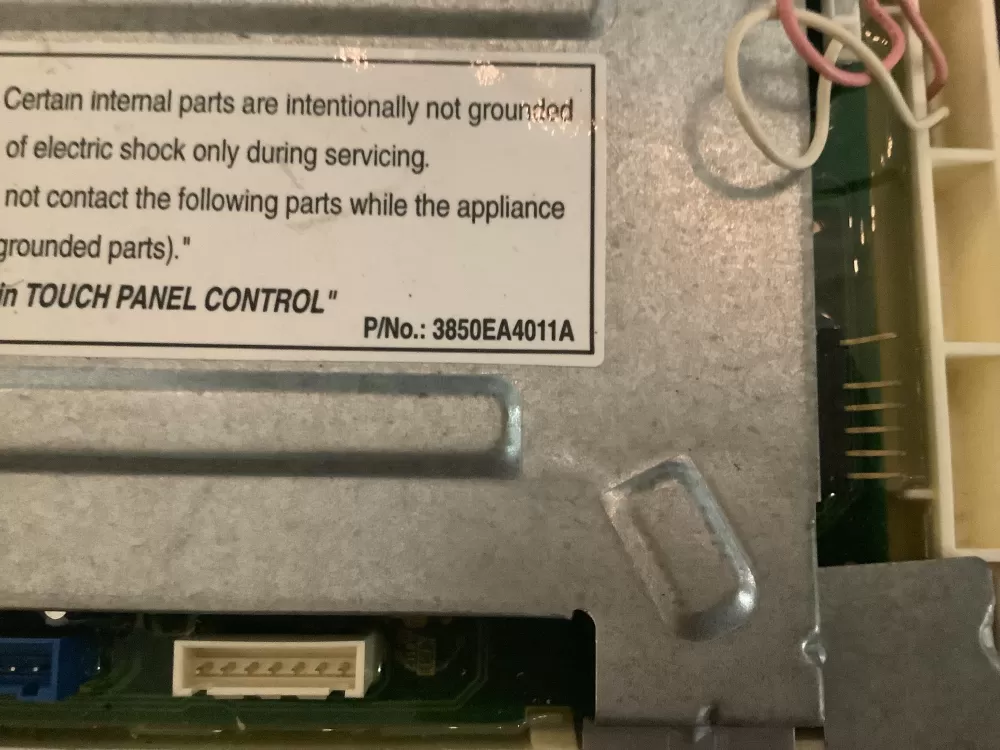 Certain internal parts are intentionally not grounded
of electric shock only during servicing.
not contact the following parts while the appliance
grounded parts)."
in TOUCH PANEL CONTROL"
P/No.: 3850EA4011A